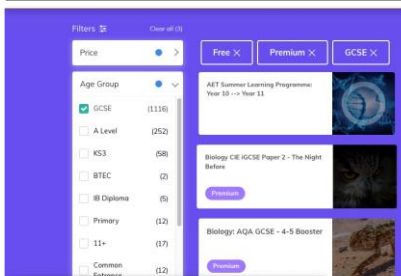 Filters
Clear all (3)
Price
Free ×
Premium ×
GCSE ×
Age Group
GCSE (1116)
A Level (252)
KS3 (58)
BTEC (2)
IB Diploma (5)
Primary (12)
11+ (17)
Common (12)
Entrance
AET Summer Learning Programme:
Year 10 --> Year 11
Biology CIE iGCSE Paper 2 - The Night
Before
Premium
Biology: AQA GCSE - 4-5 Booster
Premium